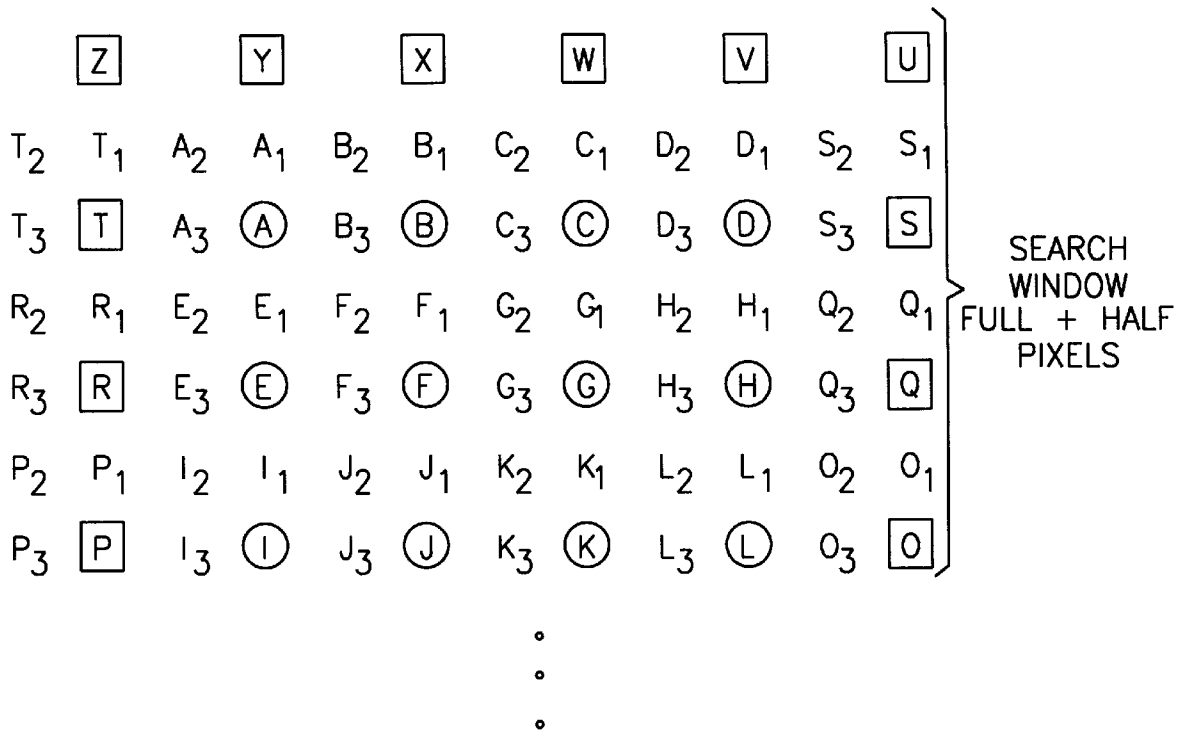 Z Y X W V U
T2 T1 A2 A1 B2 B1 C2 C1 D2 D1 S2 S1
T3 T A3 A B3 B C3 C D3 D S3 S
R2 R1 E2 E1 F2 F1 G2 G1 H2 H1 Q2 Q1
R3 R E3 E F3 F G3 G H3 H Q3 Q
P2 P1 I2 I1 J2 J1 K2 K1 L2 L1 O2 O1
P3 P I3 I J3 J K3 K L3 L O3 O
SEARCH
WINDOW
FULL + HALF
PIXELS